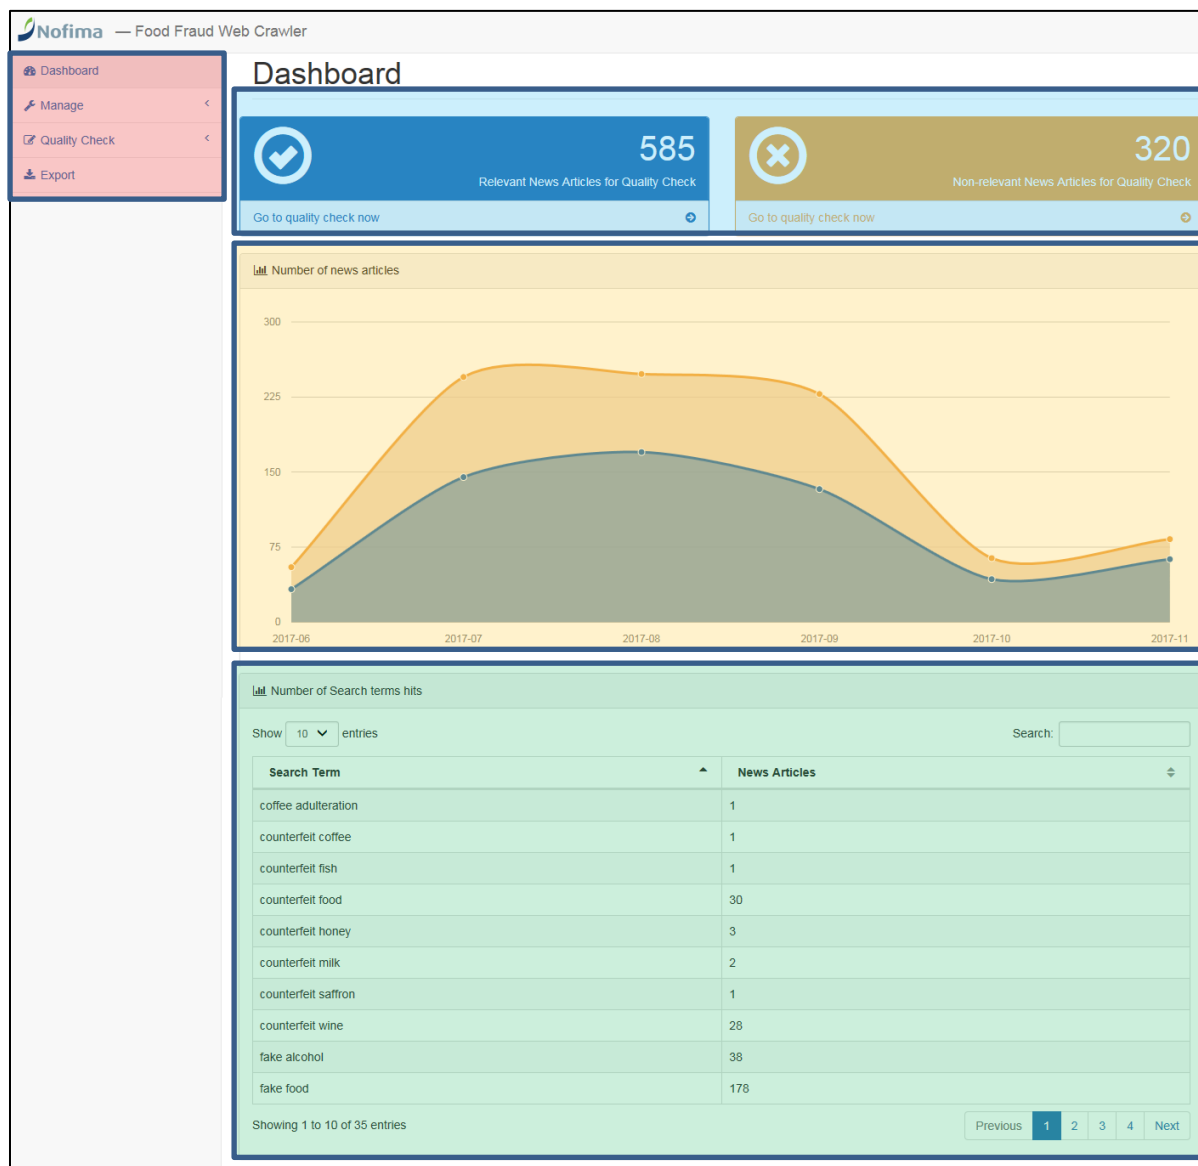 Nofima — Food Fraud Web Crawler
Dashboard
Manage
Quality Check
Export
Dashboard
585
Relevant News Articles for Quality Check
Go to quality check now
320
Non-relevant News Articles for Quality Check
Go to quality check now
Number of news articles
300
225
150
75
0
2017-06 2017-07 2017-08 2017-09 2017-10 2017-11
Number of Search terms hits
Show 10 entries Search:
Search Term News Articles
coffee adulteration 1
counterfeit coffee 1
counterfeit fish 1
counterfeit food 30
counterfeit honey 3
counterfeit milk 2
counterfeit saffron 1
counterfeit wine 28
fake alcohol 38
fake food 178
Showing 1 to 10 of 35 entries Previous 1 2 3 4 Next